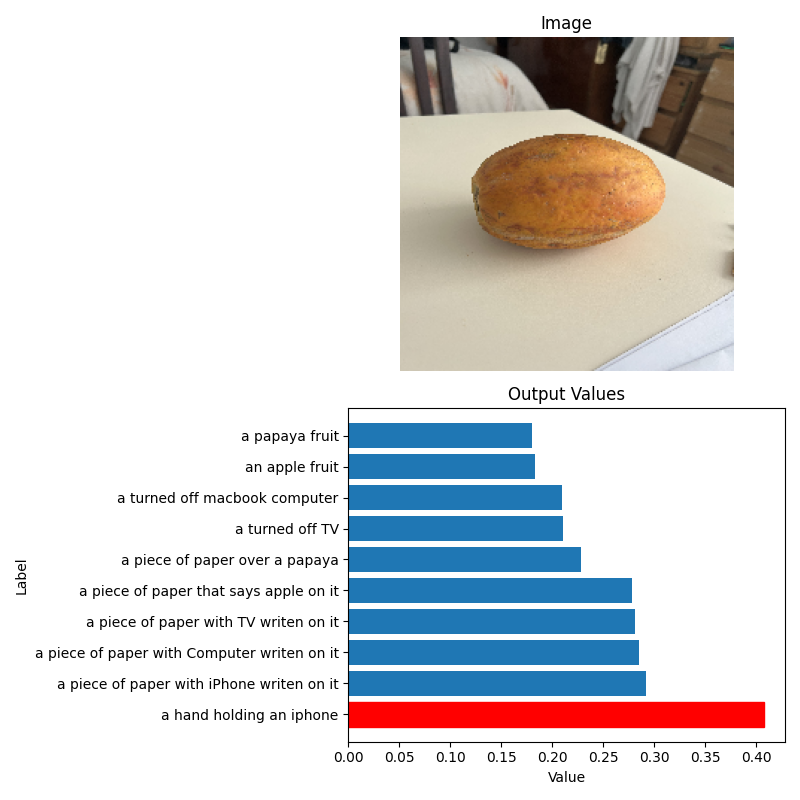 Image
Output Values
a papaya fruit
an apple fruit
a turned off macbook computer
a turned off TV
a piece of paper over a papaya
a piece of paper that says apple on it
a piece of paper with TV writen on it
a piece of paper with Computer writen on it
a piece of paper with iPhone writen on it
a hand holding an iphone
Label
0.00 0.05 0.10 0.15 0.20 0.25 0.30 0.35 0.40
Value